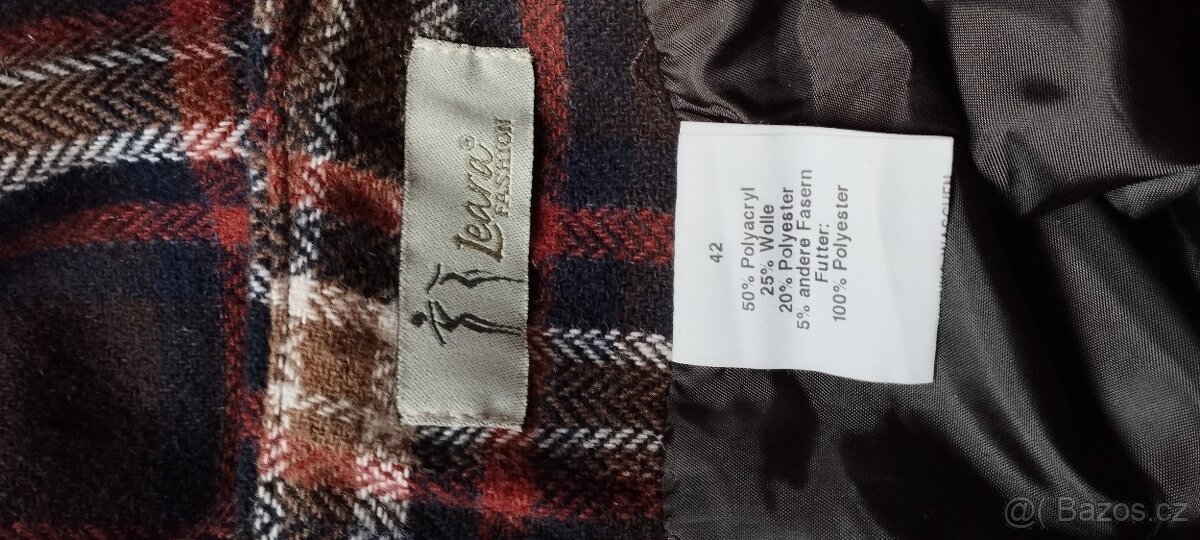 Leara®
FASHION
42
50% Polyacryl
25% Wolle
20% Polyester
5% andere Fasern
Futter:
100% Polyester
@( Bazos.cz